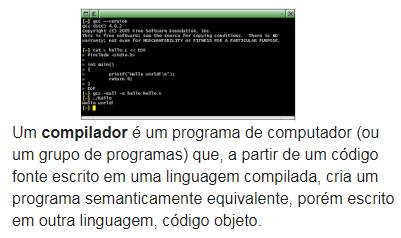 [~] gcc --version
gcc (GCC) 4.0.2
Copyright (C) 2005 Free Software Foundation, Inc.
This is free software; see the source for copying conditions.  There is NO
warranty; not even for MERCHANTABILITY or FITNESS FOR A PARTICULAR PURPOSE.
[~] cat > hello.c << EOF
> #include <stdio.h>
>
> int main()
> {
>         printf("Hello world!\n");
>         return 0;
> }
> EOF
[~] gcc -Wall -o hello hello.c
[~] ./hello
Hello world!
[~]
Um compilador é um programa de computador (ou
um grupo de programas) que, a partir de um código
fonte escrito em uma linguagem compilada, cria um
programa semanticamente equivalente, porém escrito
em outra linguagem, código objeto.